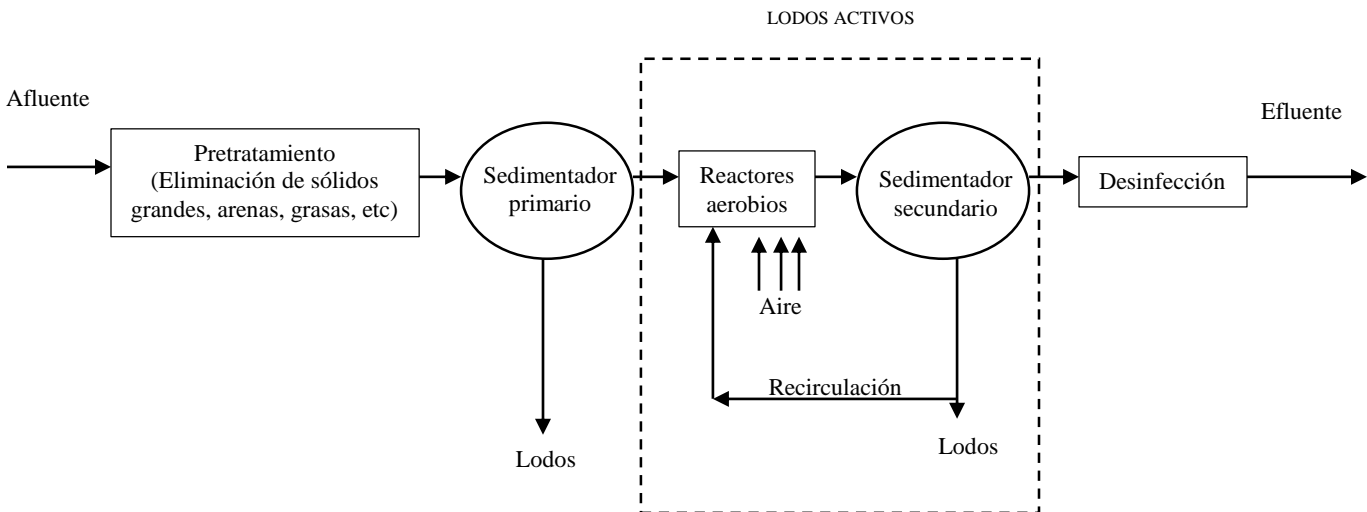 LODOS ACTIVOS
Afluente
Efluente
Pretratamiento
(Eliminación de sólidos
grandes, arenas, grasas, etc)
Sedimentador
primario
Reactores
aerobios
Sedimentador
secundario
Desinfección
Aire
Recirculación
Lodos
Lodos